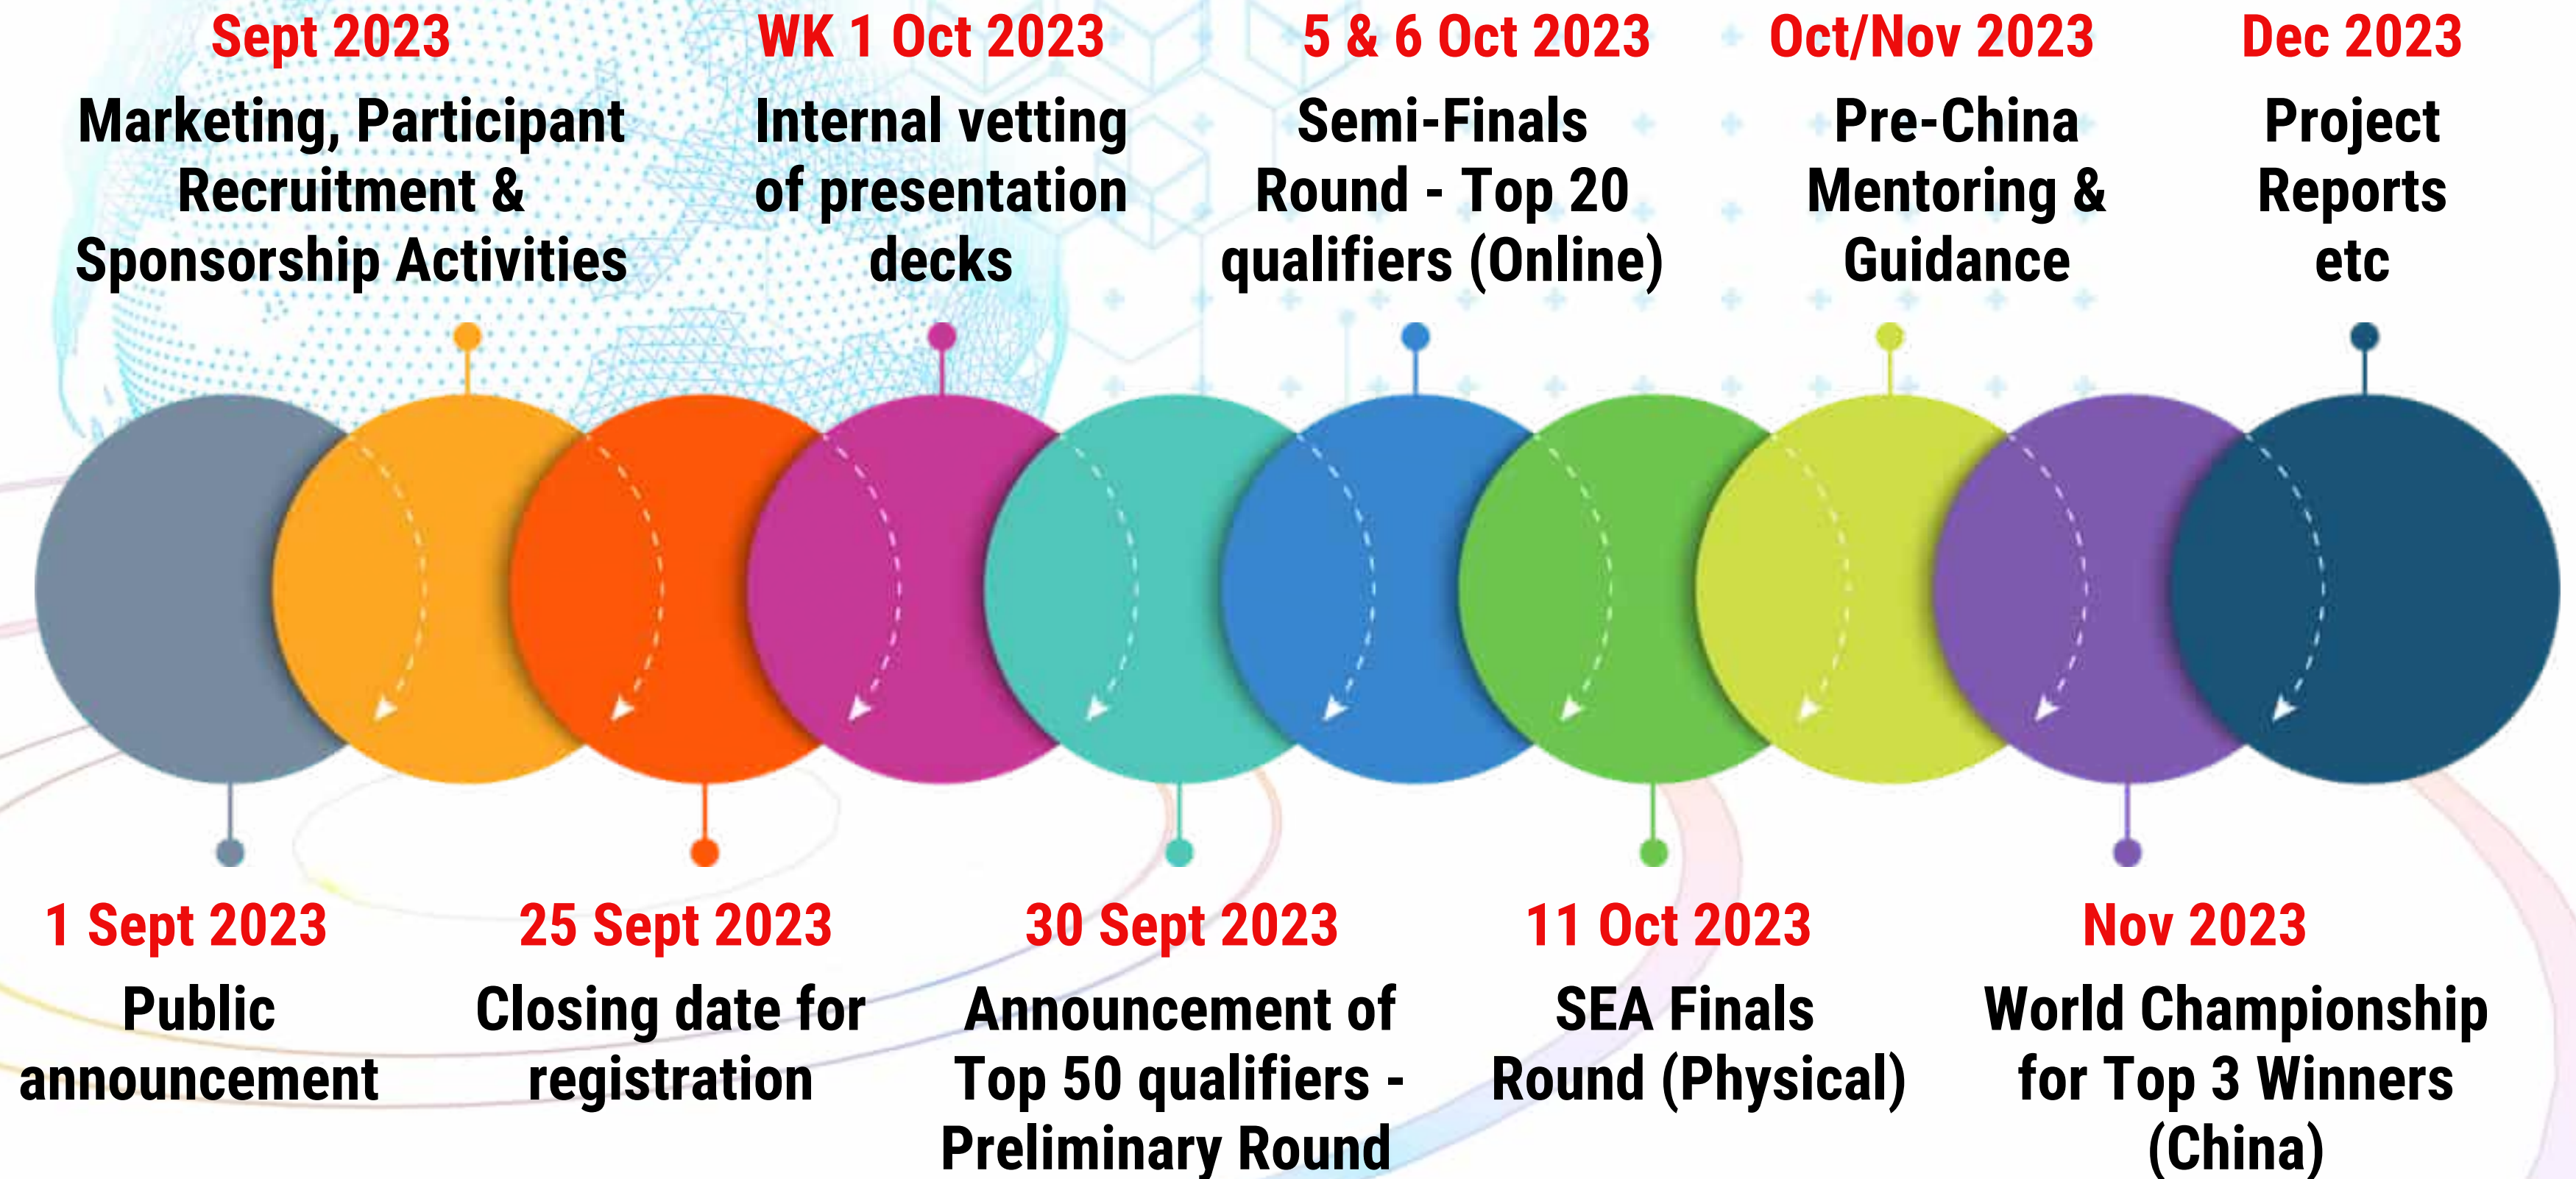 Sept 2023
Marketing, Participant
Recruitment &
Sponsorship Activities
WK 1 Oct 2023
Internal vetting
of presentation
decks
5 & 6 Oct 2023
Semi-Finals
Round - Top 20
qualifiers (Online)
Oct/Nov 2023
Pre-China
Mentoring &
Guidance
Dec 2023
Project
Reports
etc
1 Sept 2023
Public
announcement
25 Sept 2023
Closing date for
registration
30 Sept 2023
Announcement of
Top 50 qualifiers -
Preliminary Round
11 Oct 2023
SEA Finals
Round (Physical)
Nov 2023
World Championship
for Top 3 Winners
(China)